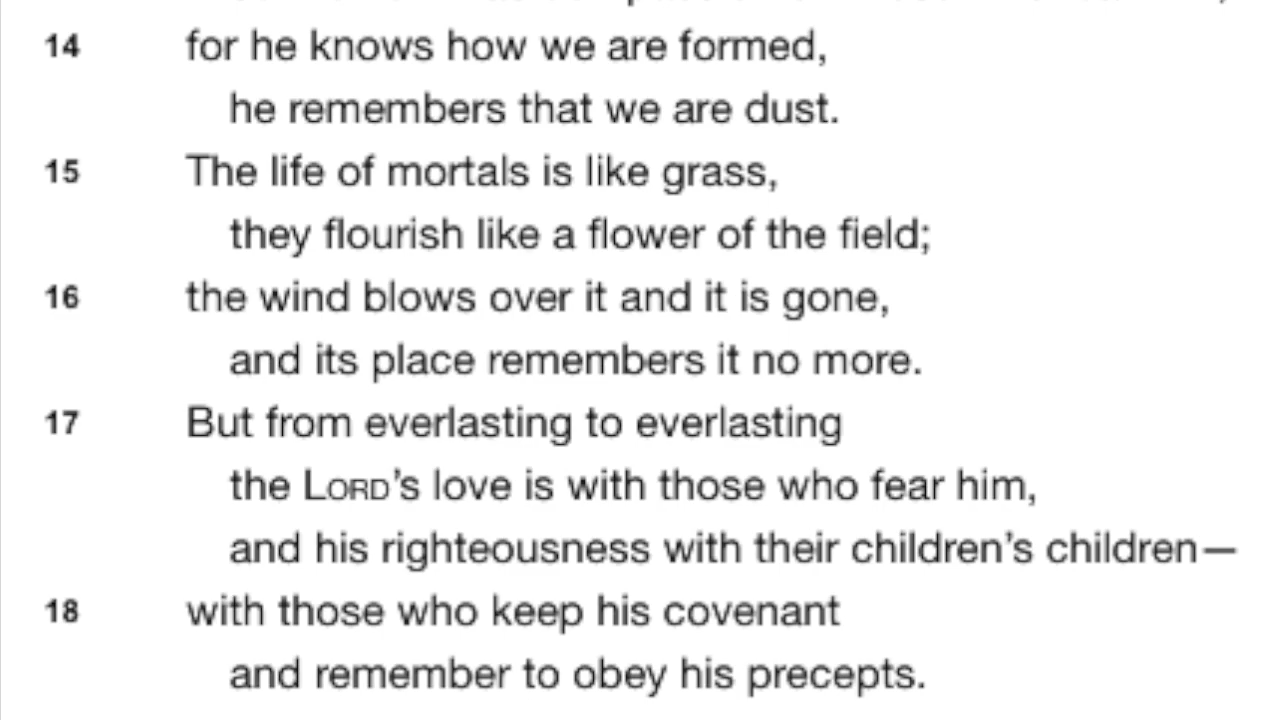 14 for he knows how we are formed,
he remembers that we are dust.
15 The life of mortals is like grass,
they flourish like a flower of the field;
16 the wind blows over it and it is gone,
and its place remembers it no more.
17 But from everlasting to everlasting
the LORD’s love is with those who fear him,
and his righteousness with their children’s children—
18 with those who keep his covenant
and remember to obey his precepts.